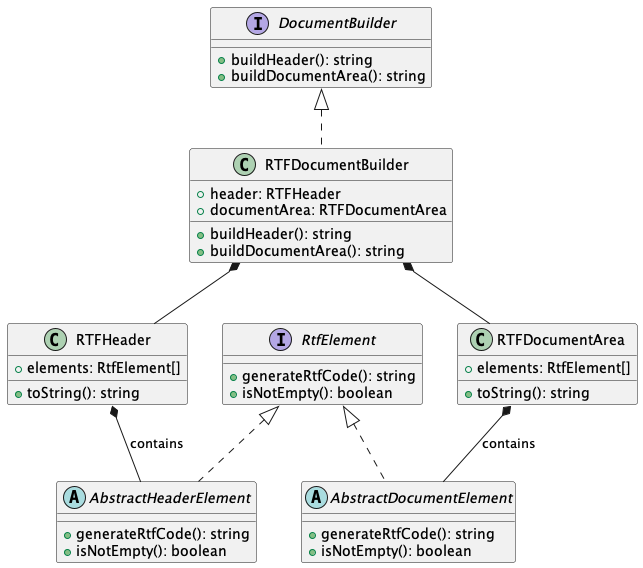 I DocumentBuilder
buildHeader(): string
buildDocumentArea(): string
C RTFDocumentBuilder
header: RTFHeader
documentArea: RTFDocumentArea
buildHeader(): string
buildDocumentArea(): string
C RTFHeader
elements: RtfElement[]
toString(): string
I RtfElement
generateRtfCode(): string
isNotEmpty(): boolean
C RTFDocumentArea
elements: RtfElement[]
toString(): string
contains
contains
A AbstractHeaderElement
generateRtfCode(): string
isNotEmpty(): boolean
A AbstractDocumentElement
generateRtfCode(): string
isNotEmpty(): boolean